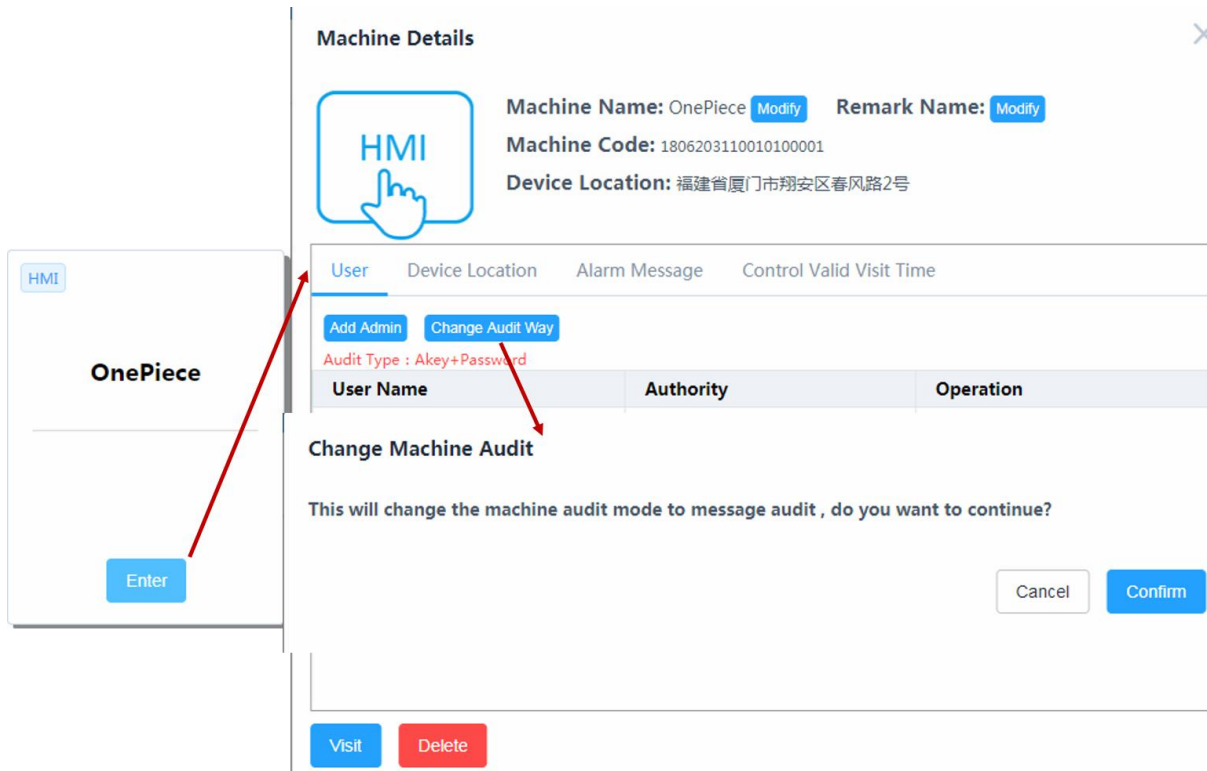 Machine Details
HMI
Machine Name: OnePiece Modify Remark Name: Modify
Machine Code: 1806203110010100001
Device Location: 福建省厦门市翔安区春风路2号
HMI
OnePiece
Enter
User Device Location Alarm Message Control Valid Visit Time
Add Admin Change Audit Way
Audit Type : Akey+Password
User Name Authority Operation
Change Machine Audit
This will change the machine audit mode to message audit , do you want to continue?
Cancel Confirm
Visit Delete